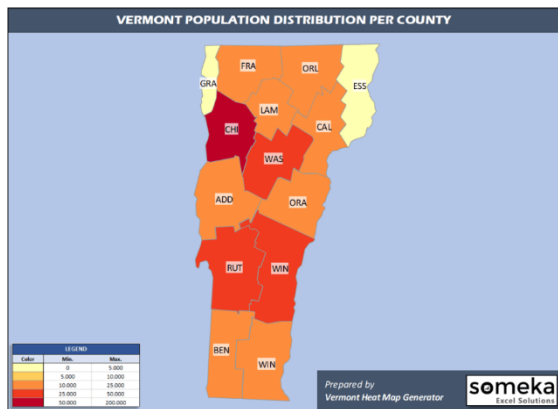 VERMONT POPULATION DISTRIBUTION PER COUNTY
FRA
ORL
GRA
ESS
LAM
CHI
CAL
WAS
ADD
ORA
RUT
WIN
BEN
WIN
LEGEND
Color Min. Max.
0 5.000
5.000 10.000
10.000 25.000
25.000 50.000
50.000 200.000
Prepared by
Vermont Heat Map Generator
someka
Excel Solutions